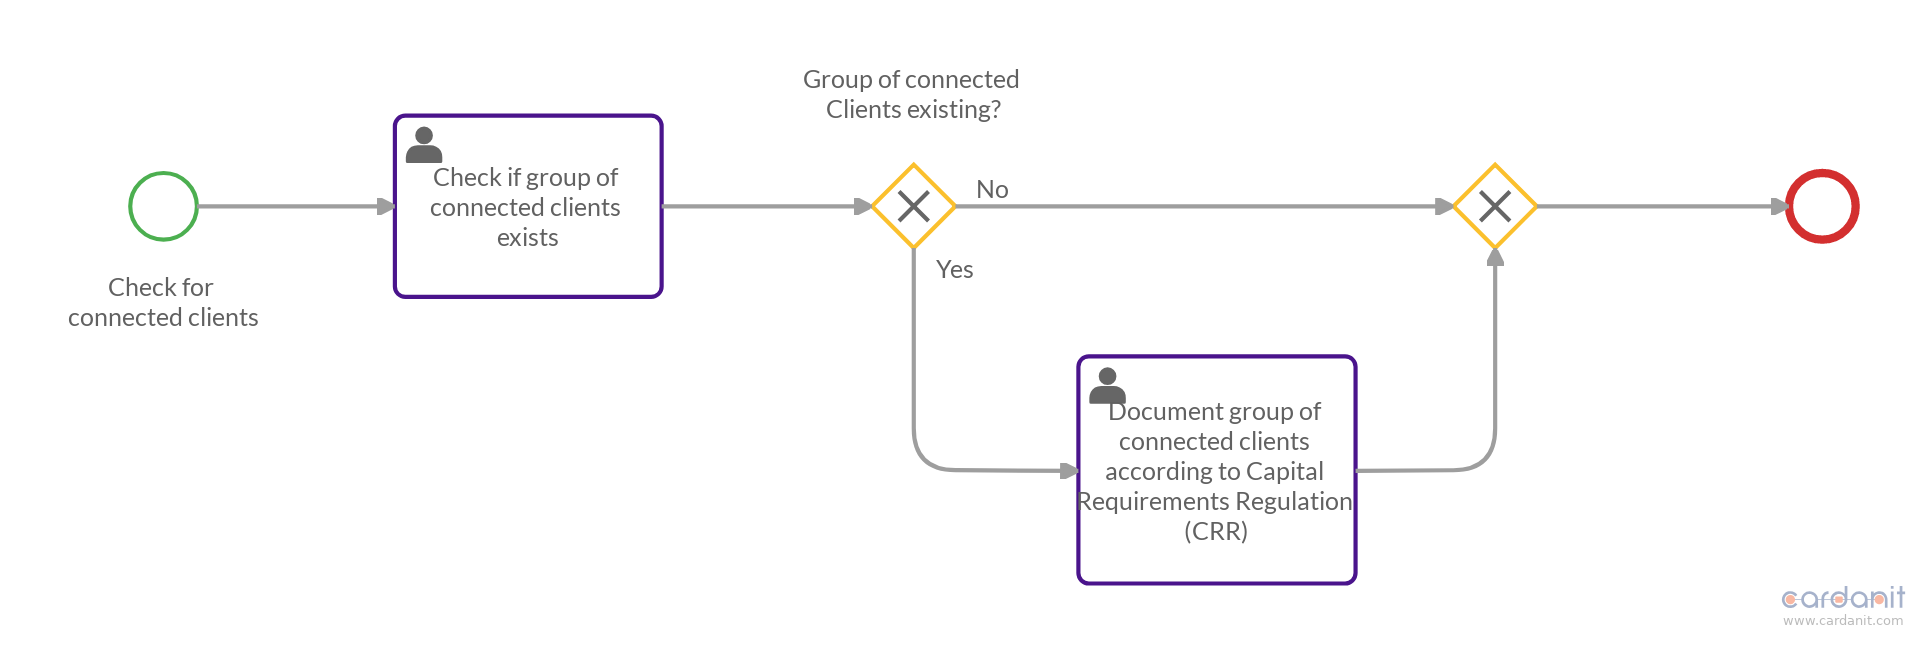 Group of connected
Clients existing?
Check if group of
connected clients
exists
No
Yes
Check for
connected clients
Document group of
connected clients
according to Capital
Requirements Regulation
(CRR)
cardanit
www.cardanit.com